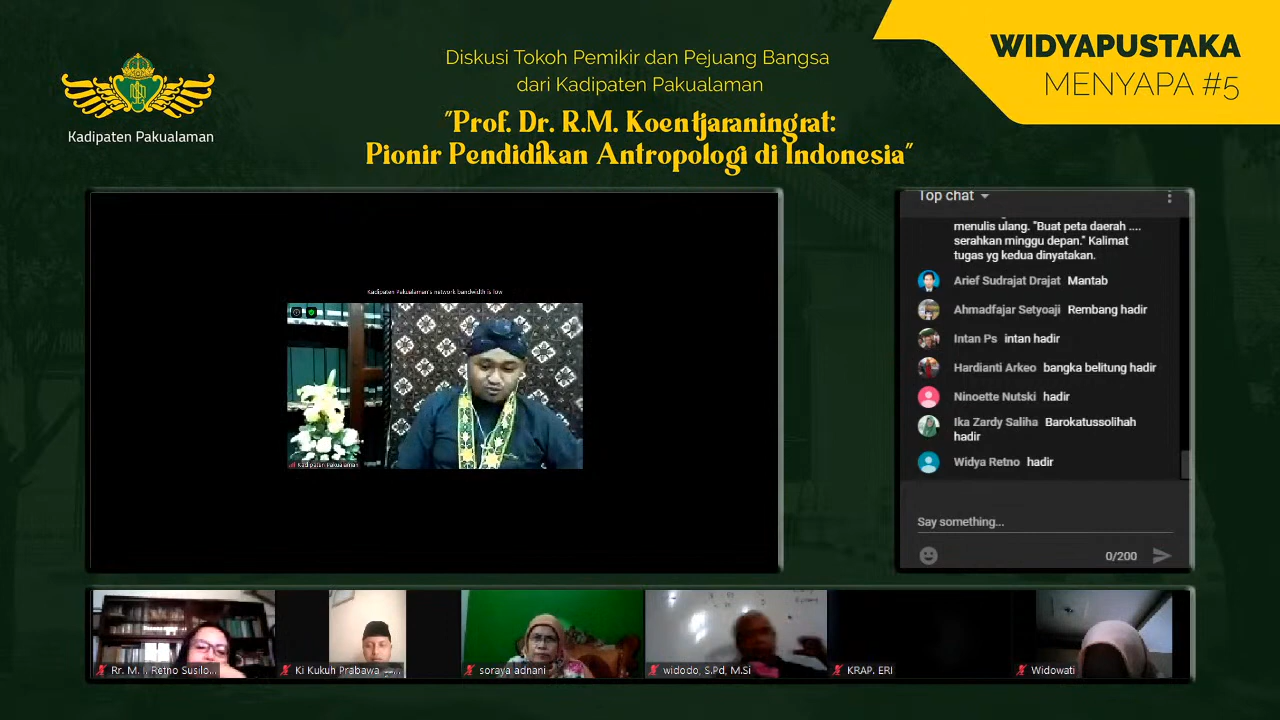 WIDYAPUSTAKA
MENYAPA #5
Diskusi Tokoh Pemikir dan Pejuang Bangsa
dari Kadipaten Pakualaman
"Prof. Dr. R.M. Koentjaraningrat:
Pionir Pendidikan Antropologi di Indonesia"
Kadipaten Pakualaman
Kadipaten Pakualaman's network bandwidth is low
Kadipaten Pakualaman
Top chat
menulis ulang. "Buat peta daerah ....
serahkan minggu depan." Kalimat
tugas yg kedua dinyatakan.
Arief Sudrajat Drajat Mantab
Ahmadfajar Setyoaji Rembang hadir
Intan Ps intan hadir
Hardianti Arkeo bangka belitung hadir
Ninoette Nutski hadir
Ika Zardy Saliha Barokatussolihah
hadir
Widya Retno hadir
Say something...
0/200
Rr. M. I. Retno Susilo...
Ki Kukuh Prabawa ...
soraya adnani
widodo, S.Pd, M.Si
KRAP. ERI
Widowati